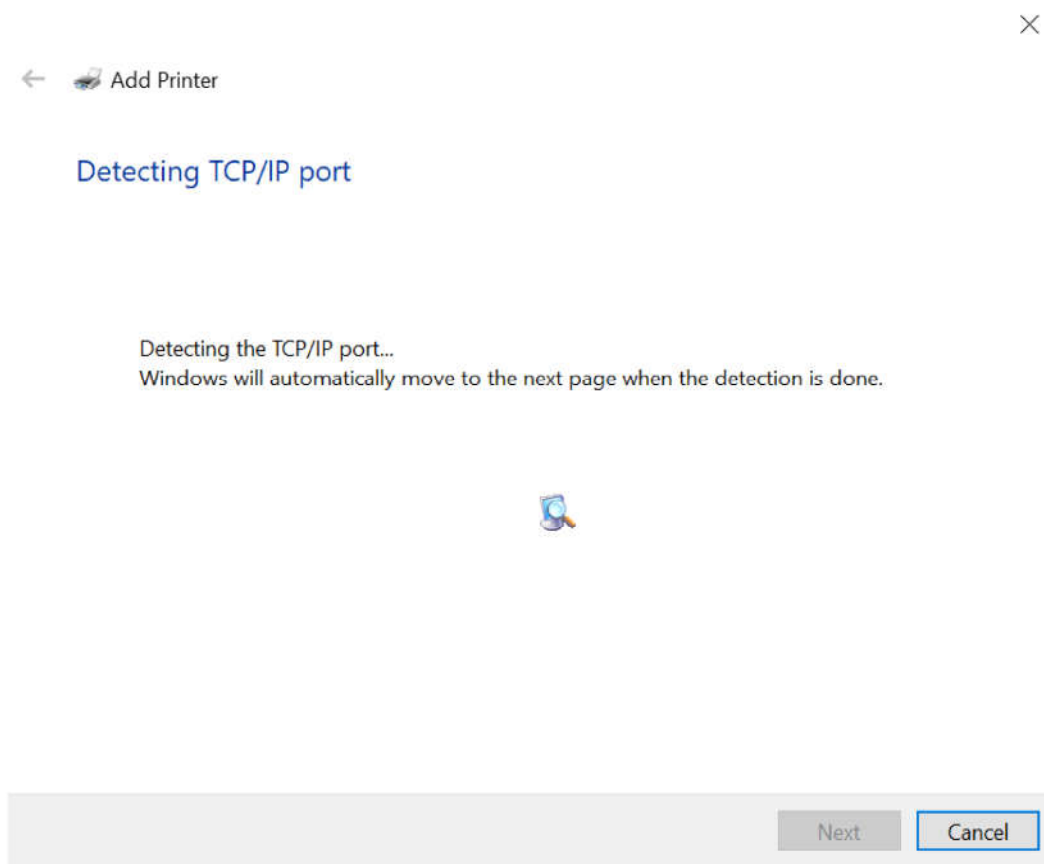 Add Printer
Detecting TCP/IP port
Detecting the TCP/IP port...
Windows will automatically move to the next page when the detection is done.
Next
Cancel